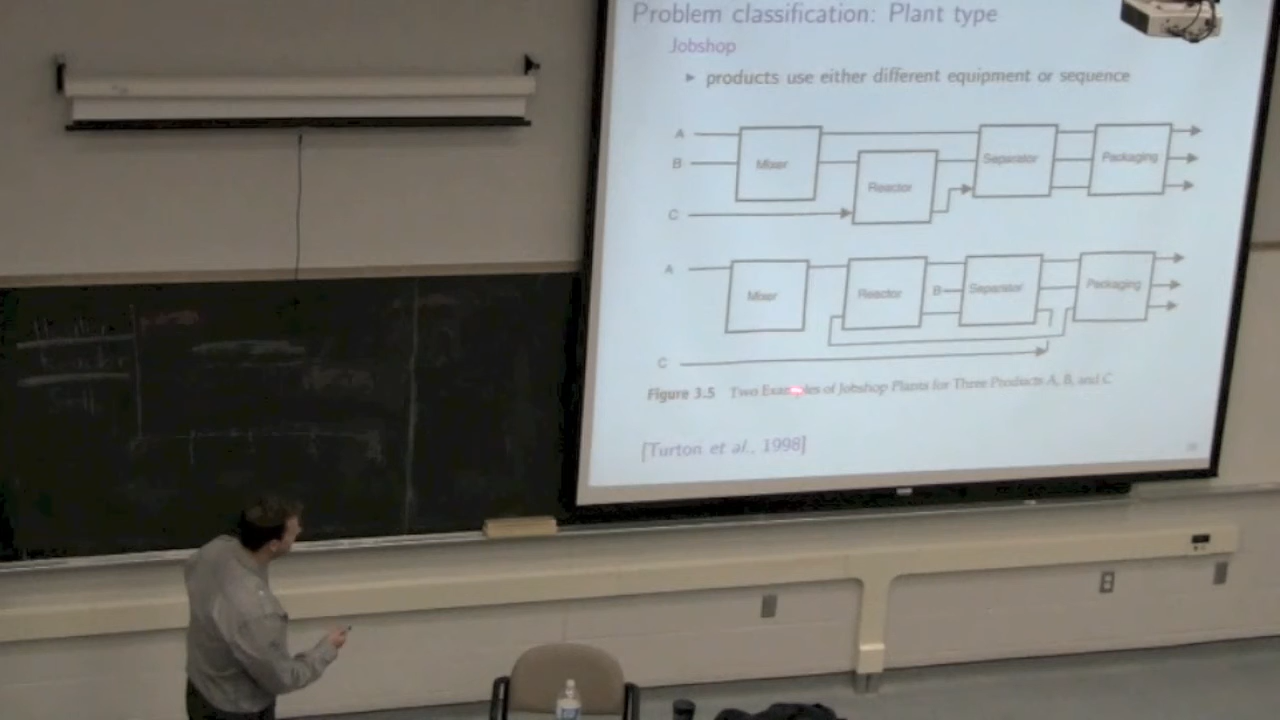 Problem classification: Plant type
Jobshop
products use either different equipment or sequence
A
B
C
Mixer
Reactor
Separator
Packaging
A
Mixer
Reactor
B
Separator
Packaging
C
Figure 3.5 Two Examples of Jobshop Plants for Three Products A, B, and C
[Turton et al., 1998]